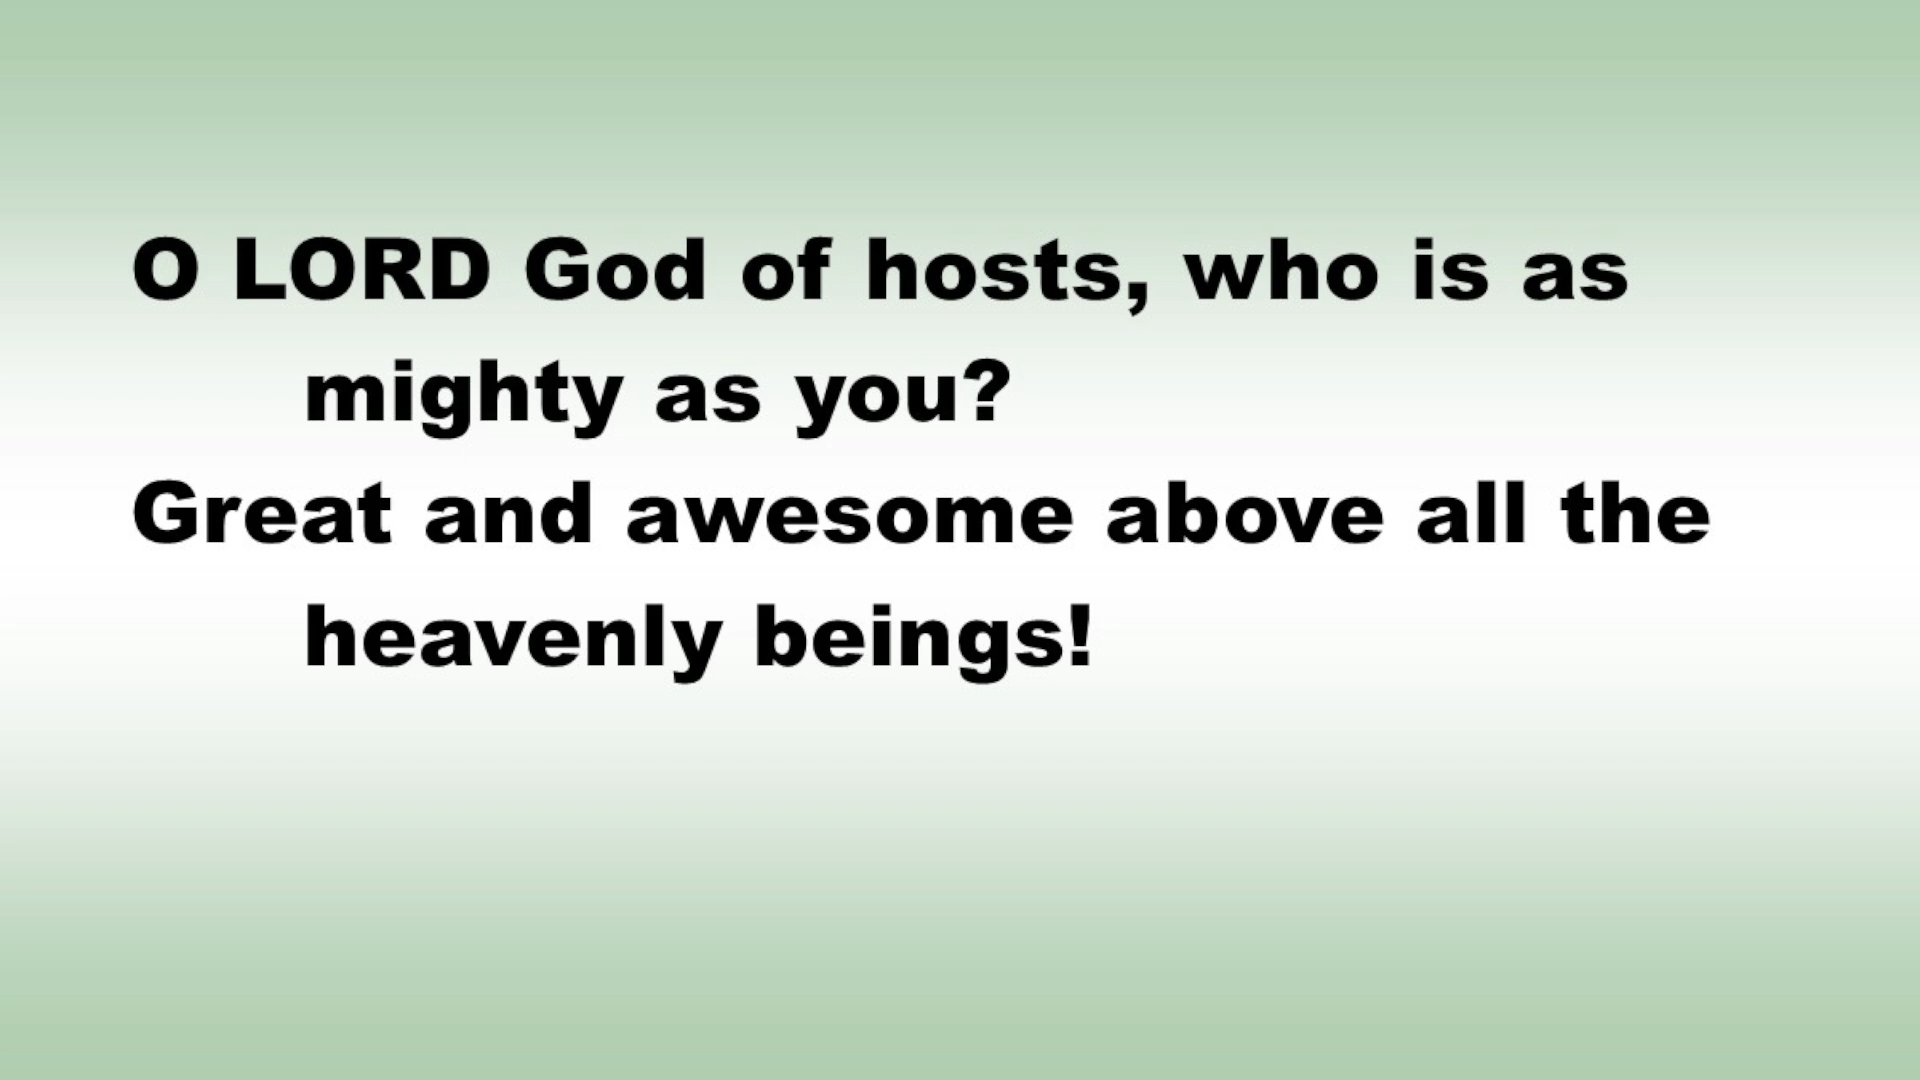 O LORD God of hosts, who is as
mighty as you?
Great and awesome above all the
heavenly beings!